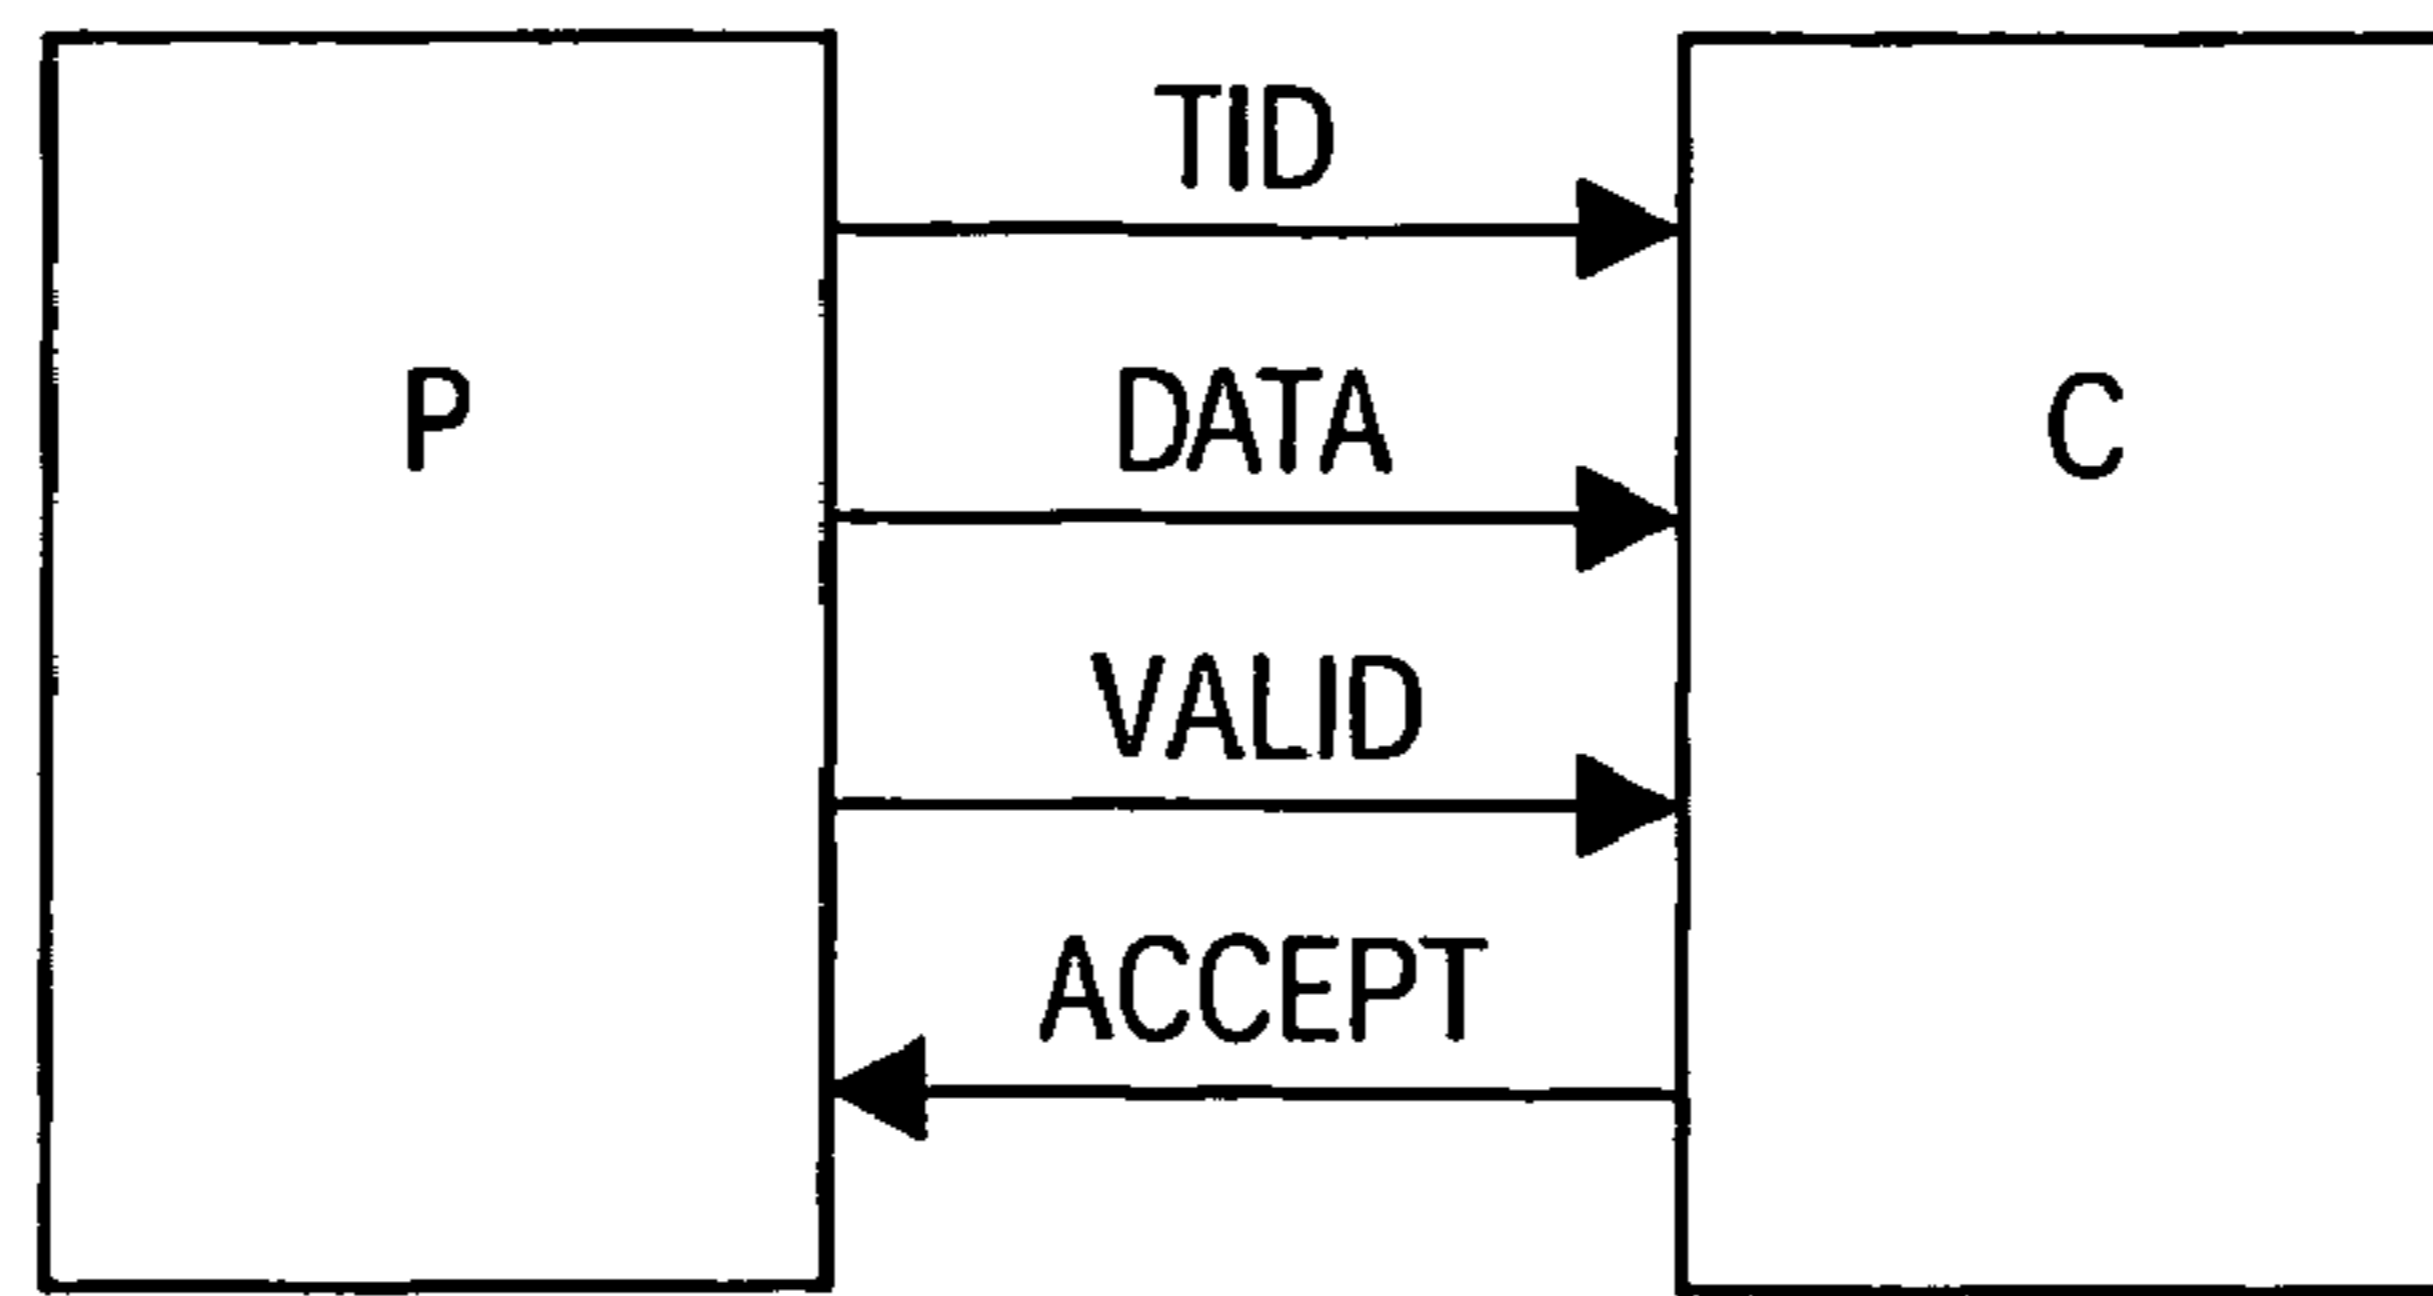 TID
P
DATA
C
VALID
ACCEPT